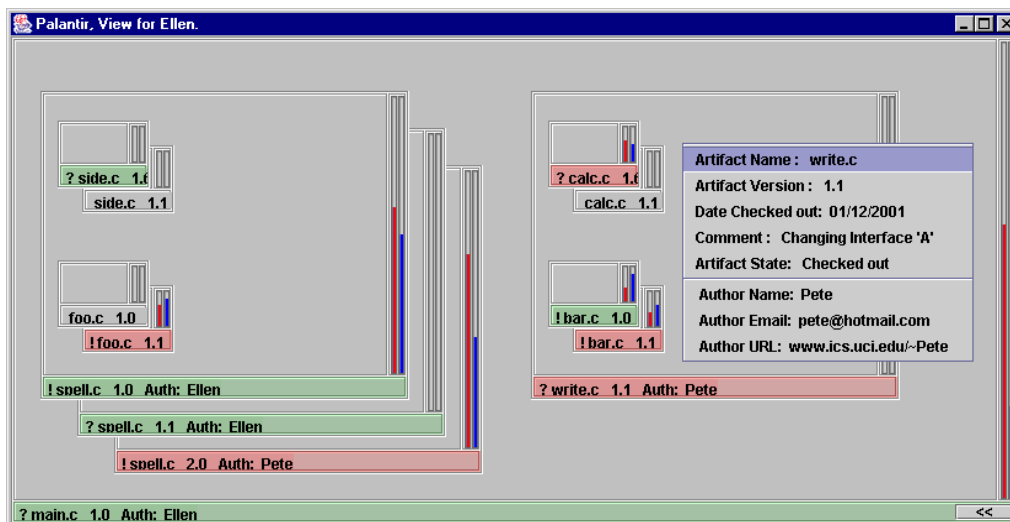 Palantir, View for Ellen.
? side.c 1.6
side.c 1.1
foo.c 1.0
! foo.c 1.1
! spell.c 1.0 Auth: Ellen
? spell.c 1.1 Auth: Ellen
! spell.c 2.0 Auth: Pete
? calc.c 1.6
calc.c 1.1
! bar.c 1.0
! bar.c 1.1
? write.c 1.1 Auth: Pete
Artifact Name : write.c
Artifact Version : 1.1
Date Checked out: 01/12/2001
Comment : Changing Interface 'A'
Artifact State: Checked out
Author Name: Pete
Author Email: pete@hotmail.com
Author URL: www.ics.uci.edu/~Pete
? main.c 1.0 Auth: Ellen
<<